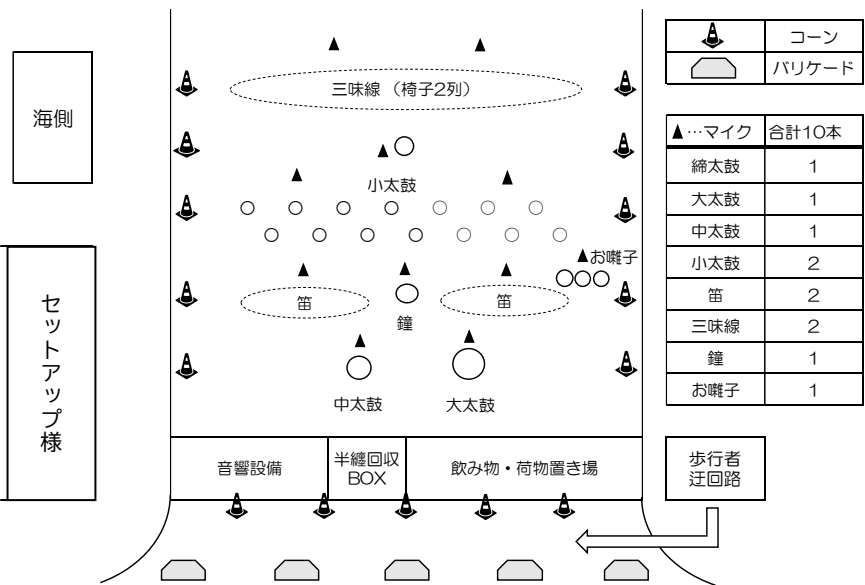 三味線 （椅子2列）
海側
小太鼓
お囃子
笛
笛
鐘
セットアップ様
中太鼓
大太鼓
音響設備
半纏回収
BOX
飲み物・荷物置き場
コーン
バリケード
▲…マイク 合計10本
締太鼓 1
大太鼓 1
中太鼓 1
小太鼓 2
笛 2
三味線 2
鐘 1
お囃子 1
歩行者
迂回路